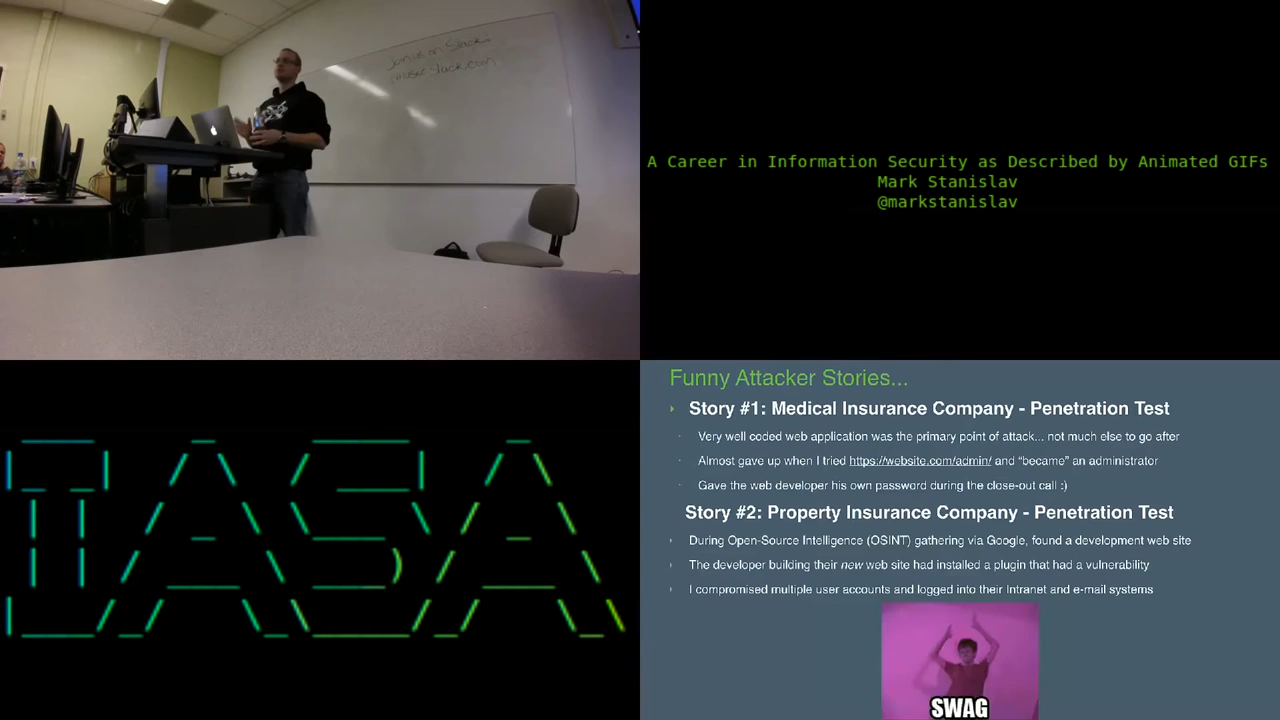 Join us on Slack:
A Career in Information Security as Described by Animated GIFs
Mark Stanislav
@markstanislav
IASA
Funny Attacker Stories...
Story #1: Medical Insurance Company - Penetration Test
Very well coded web application was the primary point of attack... not much else to go after
Almost gave up when I tried https://website.com/admin/ and “became” an administrator
Gave the web developer his own password during the close-out call :)
Story #2: Property Insurance Company - Penetration Test
During Open-Source Intelligence (OSINT) gathering via Google, found a development web site
The developer building their new web site had installed a plugin that had a vulnerability
I compromised multiple user accounts and logged into their Intranet and e-mail systems
SWAG